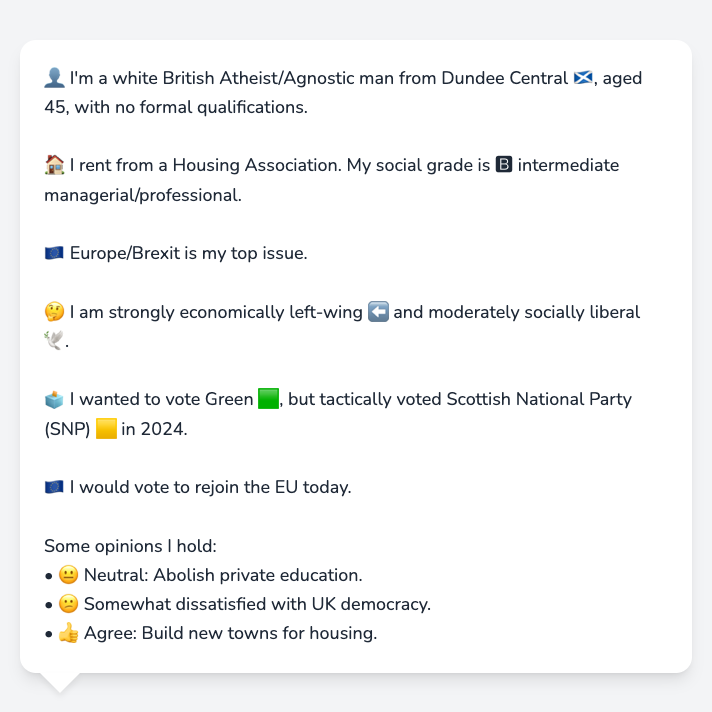 👤 I'm a white British Atheist/Agnostic man from Dundee Central 🏴󠁧󠁢󠁳󠁣󠁴󠁿, aged
45, with no formal qualifications.
🏠 I rent from a Housing Association. My social grade is 🅱 intermediate
managerial/professional.
🇪🇺 Europe/Brexit is my top issue.
🤔 I am strongly economically left-wing ⬅️ and moderately socially liberal
🕊️.
🗳️ I wanted to vote Green 🟩, but tactically voted Scottish National Party
(SNP) 🟨 in 2024.
🇪🇺 I would vote to rejoin the EU today.
Some opinions I hold:
• 😐 Neutral: Abolish private education.
• 😕 Somewhat dissatisfied with UK democracy.
• 👍 Agree: Build new towns for housing.